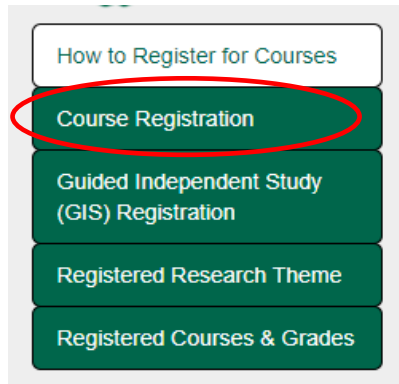 How to Register for Courses
Course Registration
Guided Independent Study
(GIS) Registration
Registered Research Theme
Registered Courses & Grades